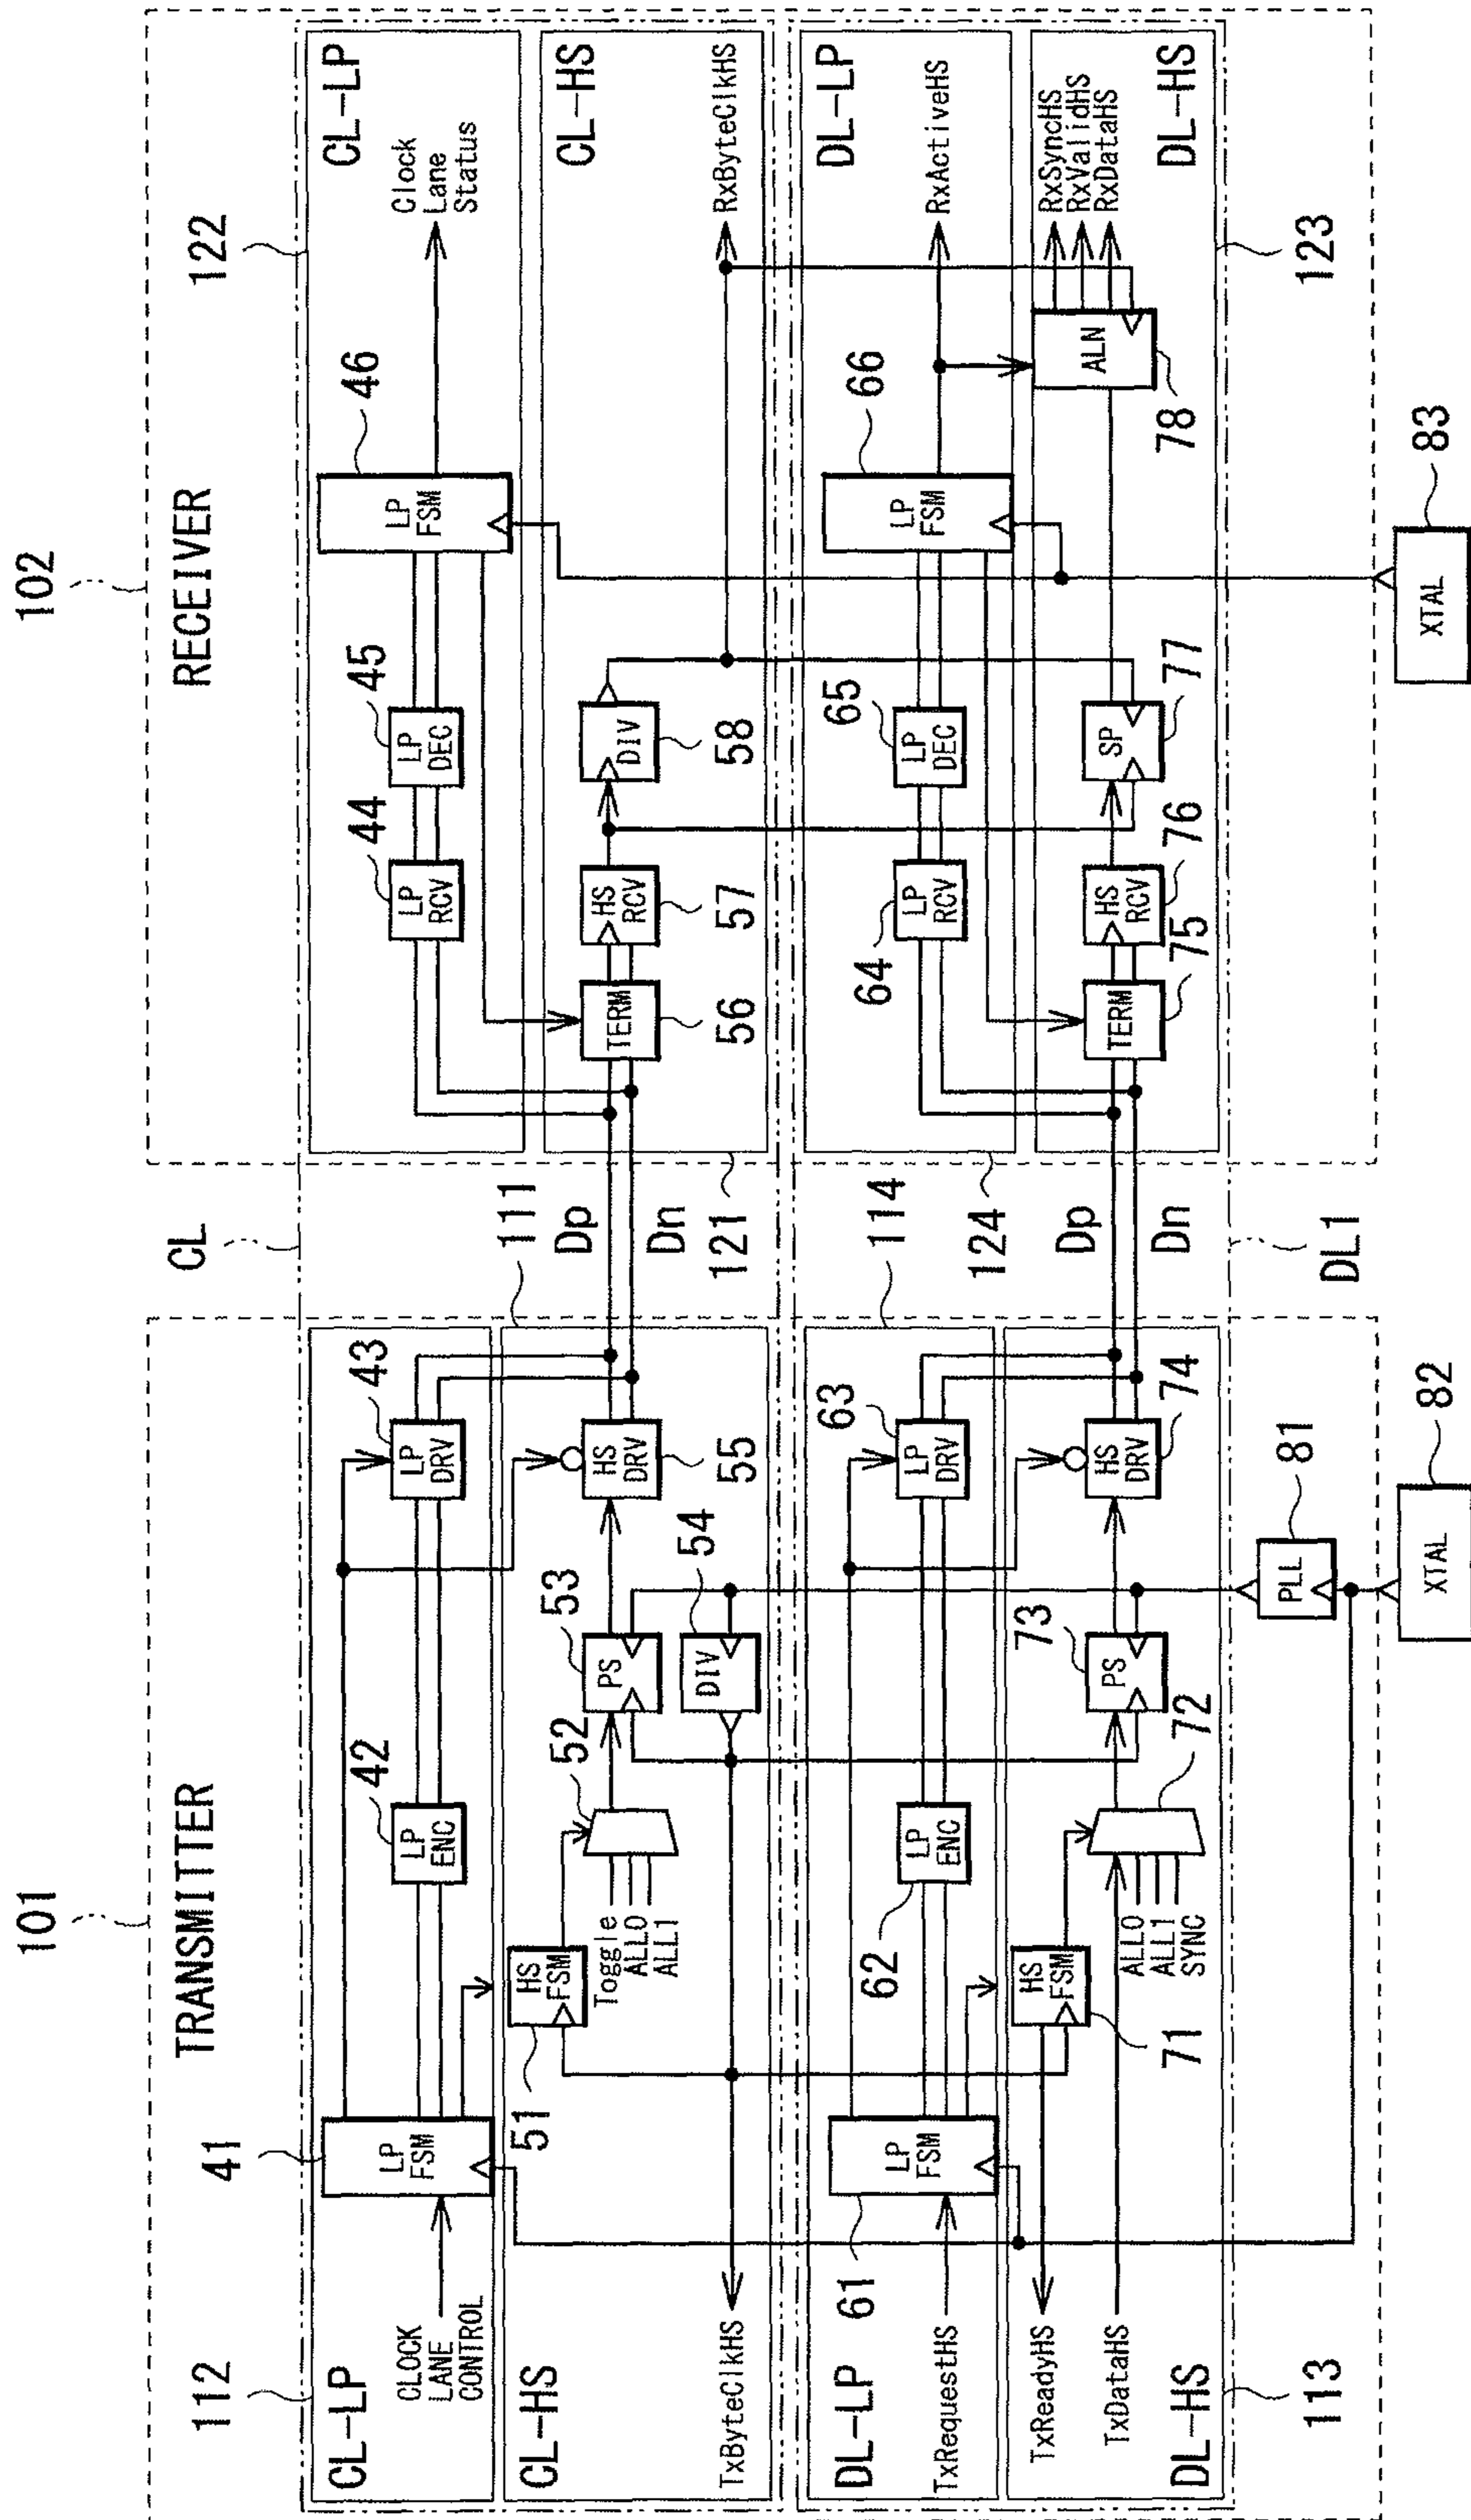 101
TRANSMITTER
112
CL-LP
CLOCK
LANE
CONTROL
41
LP
FSM
42
LP
ENC
43
LP
DRV
CL-HS
TxByteClkHS
51
HS
FSM
Toggle
ALL0
ALL1
52
53
PS
54
DIV
55
HS
DRV
111
DL-LP
TxRequestHS
61
LP
FSM
62
LP
ENC
63
LP
DRV
114
TxReadyHS
TxDataHS
DL-HS
113
71
HS
FSM
ALL0
ALL1
SYNC
72
73
PS
74
HS
DRV
81
PLL
82
XTAL
CL
Dp
Dn
Dp
Dn
DL1
102
RECEIVER
122
CL-LP
44
LP
RCV
45
LP
DEC
46
LP
FSM
Clock
Lane
Status
121
CL-HS
TERM
56
HS
RCV
57
DIV
58
RxByteClkHS
124
DL-LP
64
LP
RCV
65
LP
DEC
66
LP
FSM
RxActiveHS
TERM
75
HS
RCV
76
SP
77
ALN
78
RxSyncHS
RxValidHS
RxDataHS
DL-HS
123
83
XTAL